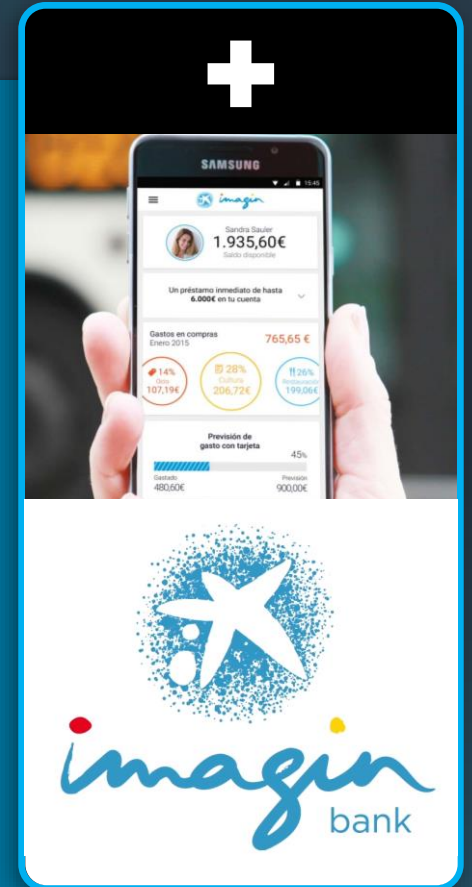 +
SAMSUNG
15:45
imagin
Sandra Sauler
1.935,60€
Saldo disponible
Un préstamo inmediato de hasta
6.000€ en tu cuenta
Gastos en compras
Enero 2015
765,65 €
14%
Ocio
107,19€
28%
Cultura
206,72€
26%
Restauración
199,06€
Previsión de
gasto con tarjeta
45%
Gastado
Previsión
480,60€
900,00€
imagin
bank